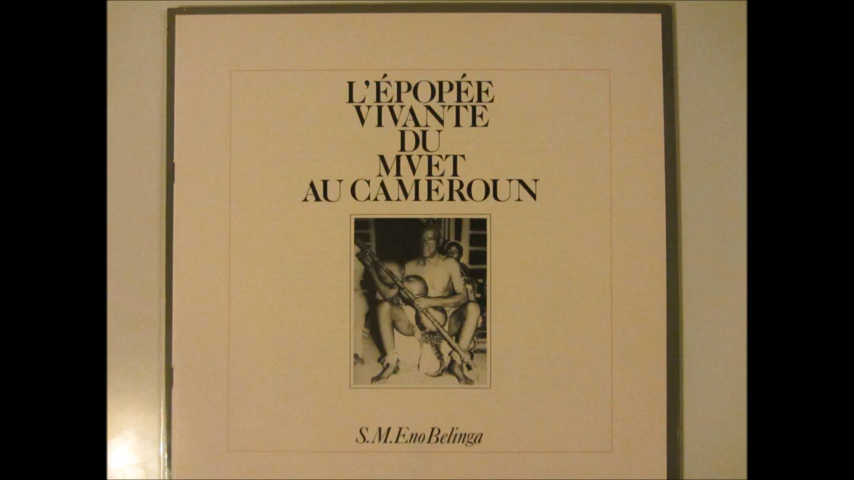 L'ÉPOPÉE
VIVANTE
DU
MVET
AU CAMEROUN
S.M.Eno Belinga